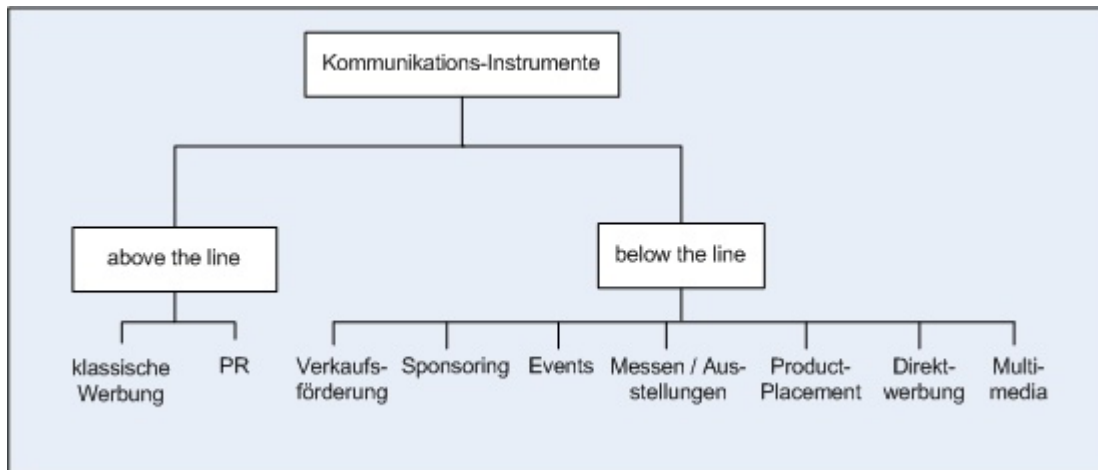 Kommunikations-Instrumente
above the line
below the line
klassische
Werbung
PR
Verkaufs-
förderung
Sponsoring
Events
Messen / Aus-
stellungen
Product-
Placement
Direkt-
werbung
Multi-
media